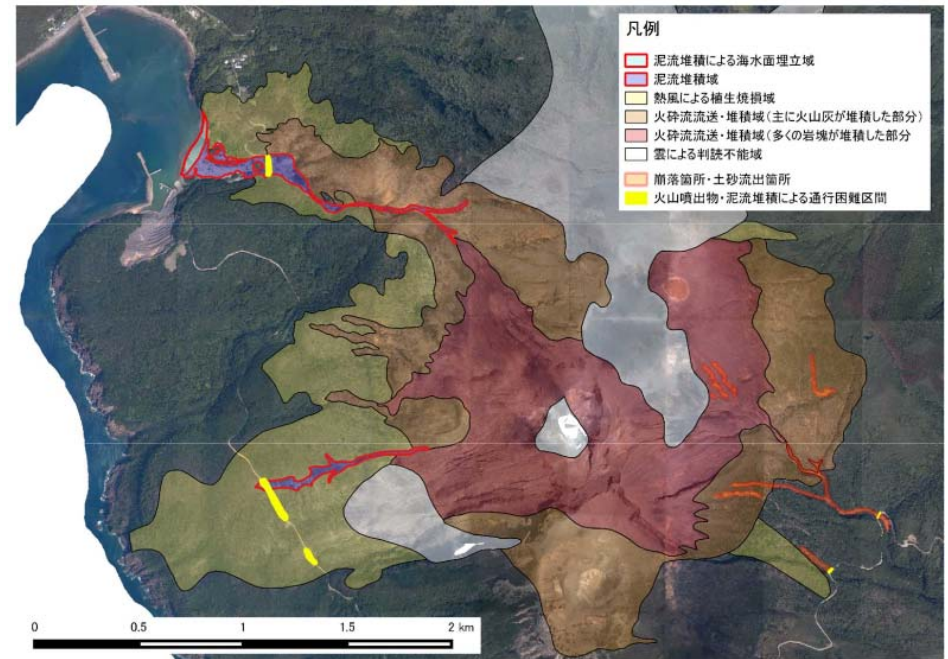 凡例
泥流堆積による海水面埋立域
泥流堆積域
熱風による植生焼損域
火砕流流送・堆積域（主に火山灰が堆積した部分）
火砕流流送・堆積域（多くの岩塊が堆積した部分
雲による判読不能域
崩落箇所・土砂流出箇所
火山噴出物・泥流堆積による通行困難区間
0 0.5 1 1.5 2 km